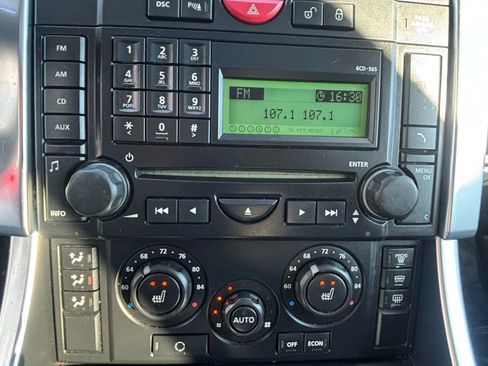 DSC
FM
AM
CD
AUX
INFO
1
2 ABC
3 DEF
4 GHI
5 JKL
6 MNO
7 PQRS
8 TUV
9 WXYZ
*
0
#
>
6CD-565
FM
16:30
107.1 107.1
ENTER
MENU
OK
C
60 64 68 72 76 80 84
60 64 68 72 76 80 84
AUTO
OFF
ECON
PROG